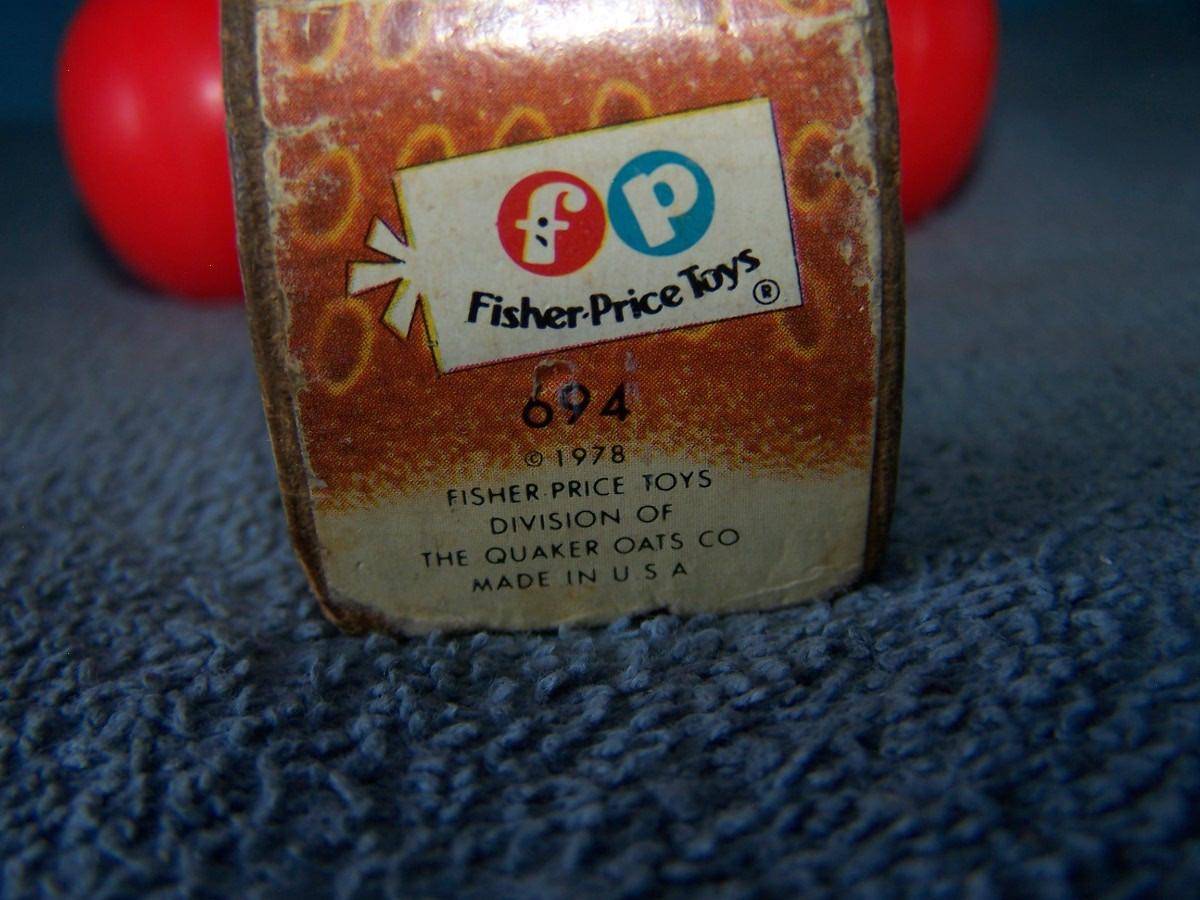 fp
Fisher-Price Toys ®
694
© 1978
FISHER-PRICE TOYS
DIVISION OF
THE QUAKER OATS CO
MADE IN U S A